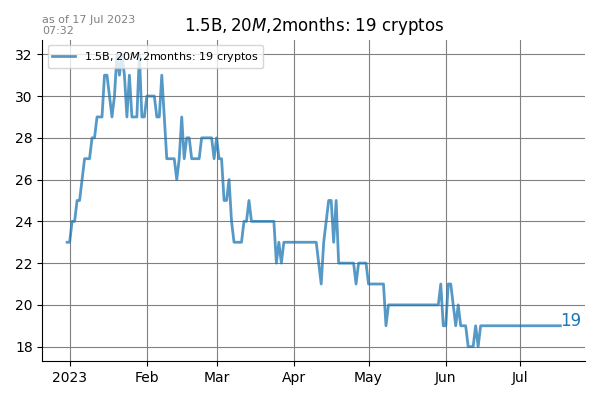 as of 17 Jul 2023
07:32
1.5B, 20M,2months: 19 cryptos
1.5B, 20M,2months: 19 cryptos
32
30
28
26
24
22
20
18
19
2023
Feb
Mar
Apr
May
Jun
Jul